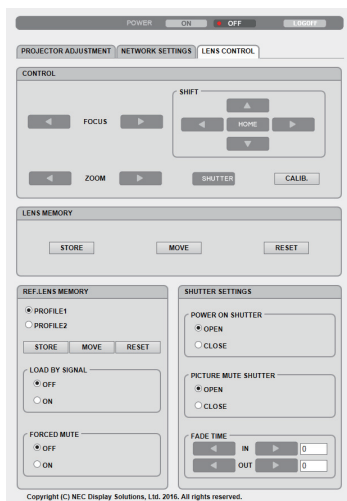 POWER ON OFF LOGOFF
PROJECTOR ADJUSTMENT NETWORK SETTINGS LENS CONTROL
CONTROL
SHIFT
FOCUS
HOME
ZOOM SHUTTER CALIB.
LENS MEMORY
STORE MOVE RESET
REF.LENS MEMORY
PROFILE1
PROFILE2
STORE MOVE RESET
LOAD BY SIGNAL
OFF
ON
FORCED MUTE
OFF
ON
SHUTTER SETTINGS
POWER ON SHUTTER
OPEN
CLOSE
PICTURE MUTE SHUTTER
OPEN
CLOSE
FADE TIME
IN 0
OUT 0
Copyright (C) NEC Display Solutions, Ltd. 2016. All rights reserved.